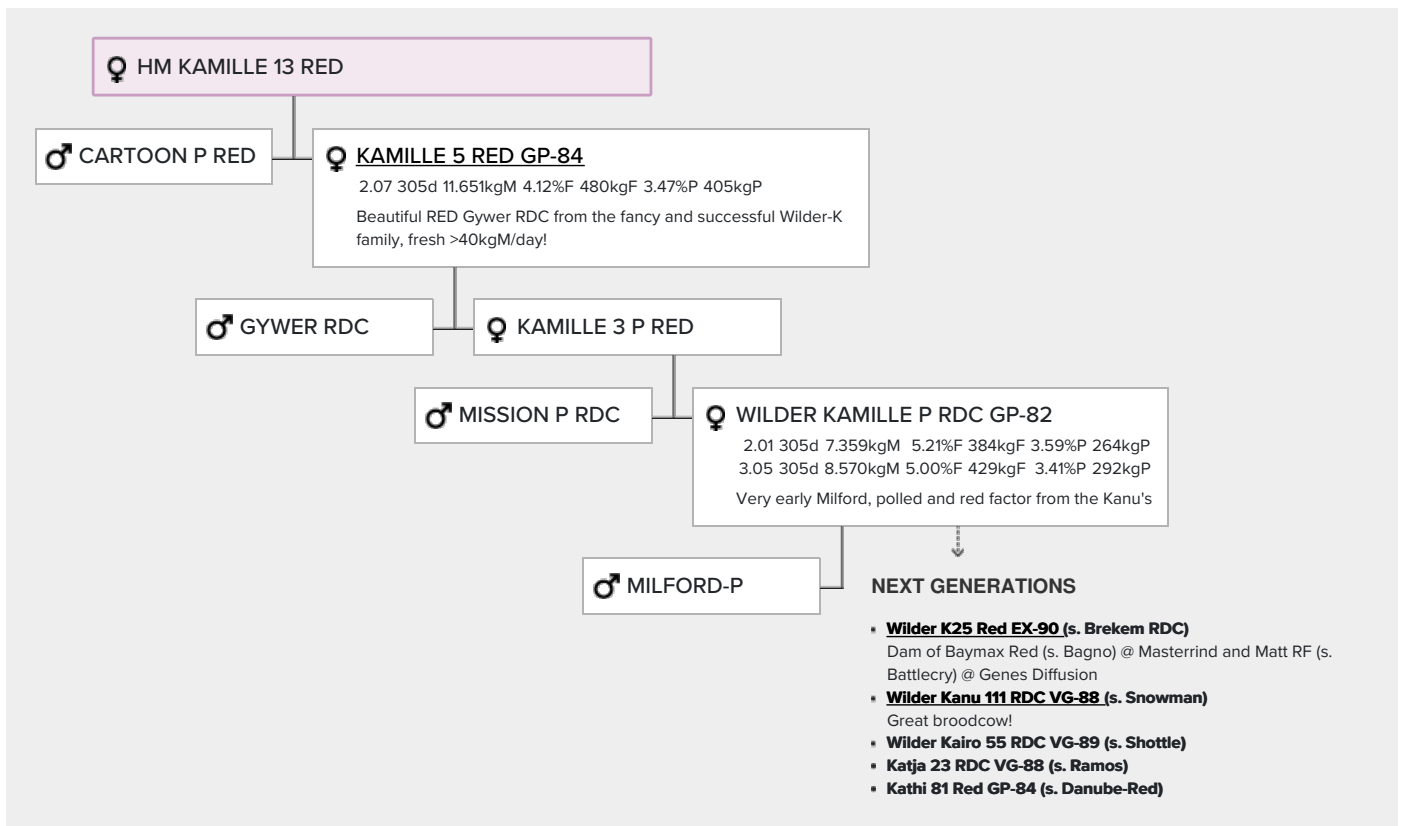 HM KAMILLE 13 RED
CARTOON P RED
KAMILLE 5 RED GP-84
2.07 305d 11.651kgM 4.12%F 480kgF 3.47%P 405kgP
Beautiful RED Gywer RDC from the fancy and successful Wilder-K
family, fresh >40kgM/day!
GYWER RDC
KAMILLE 3 P RED
MISSION P RDC
WILDER KAMILLE P RDC GP-82
2.01 305d 7.359kgM 5.21%F 384kgF 3.59%P 264kgP
3.05 305d 8.570kgM 5.00%F 429kgF 3.41%P 292kgP
Very early Milford, polled and red factor from the Kanu's
MILFORD-P
NEXT GENERATIONS
▪ Wilder K25 Red EX-90 (s. Brekem RDC)
Dam of Baymax Red (s. Bagno) @ Masterrind and Matt RF (s.
Battlecry) @ Genes Diffusion
▪ Wilder Kanu 111 RDC VG-88 (s. Snowman)
Great broodcow!
▪ Wilder Kairo 55 RDC VG-89 (s. Shottle)
▪ Katja 23 RDC VG-88 (s. Ramos)
▪ Kathi 81 Red GP-84 (s. Danube-Red)